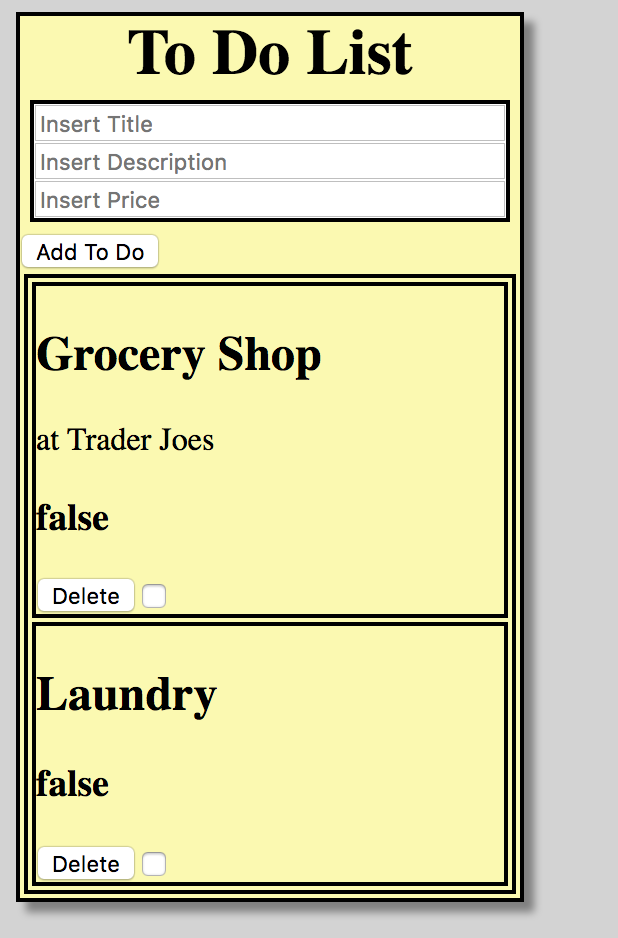 To Do List
Insert Title
Insert Description
Insert Price
Add To Do
Grocery Shop
at Trader Joes
false
Delete
Laundry
false
Delete